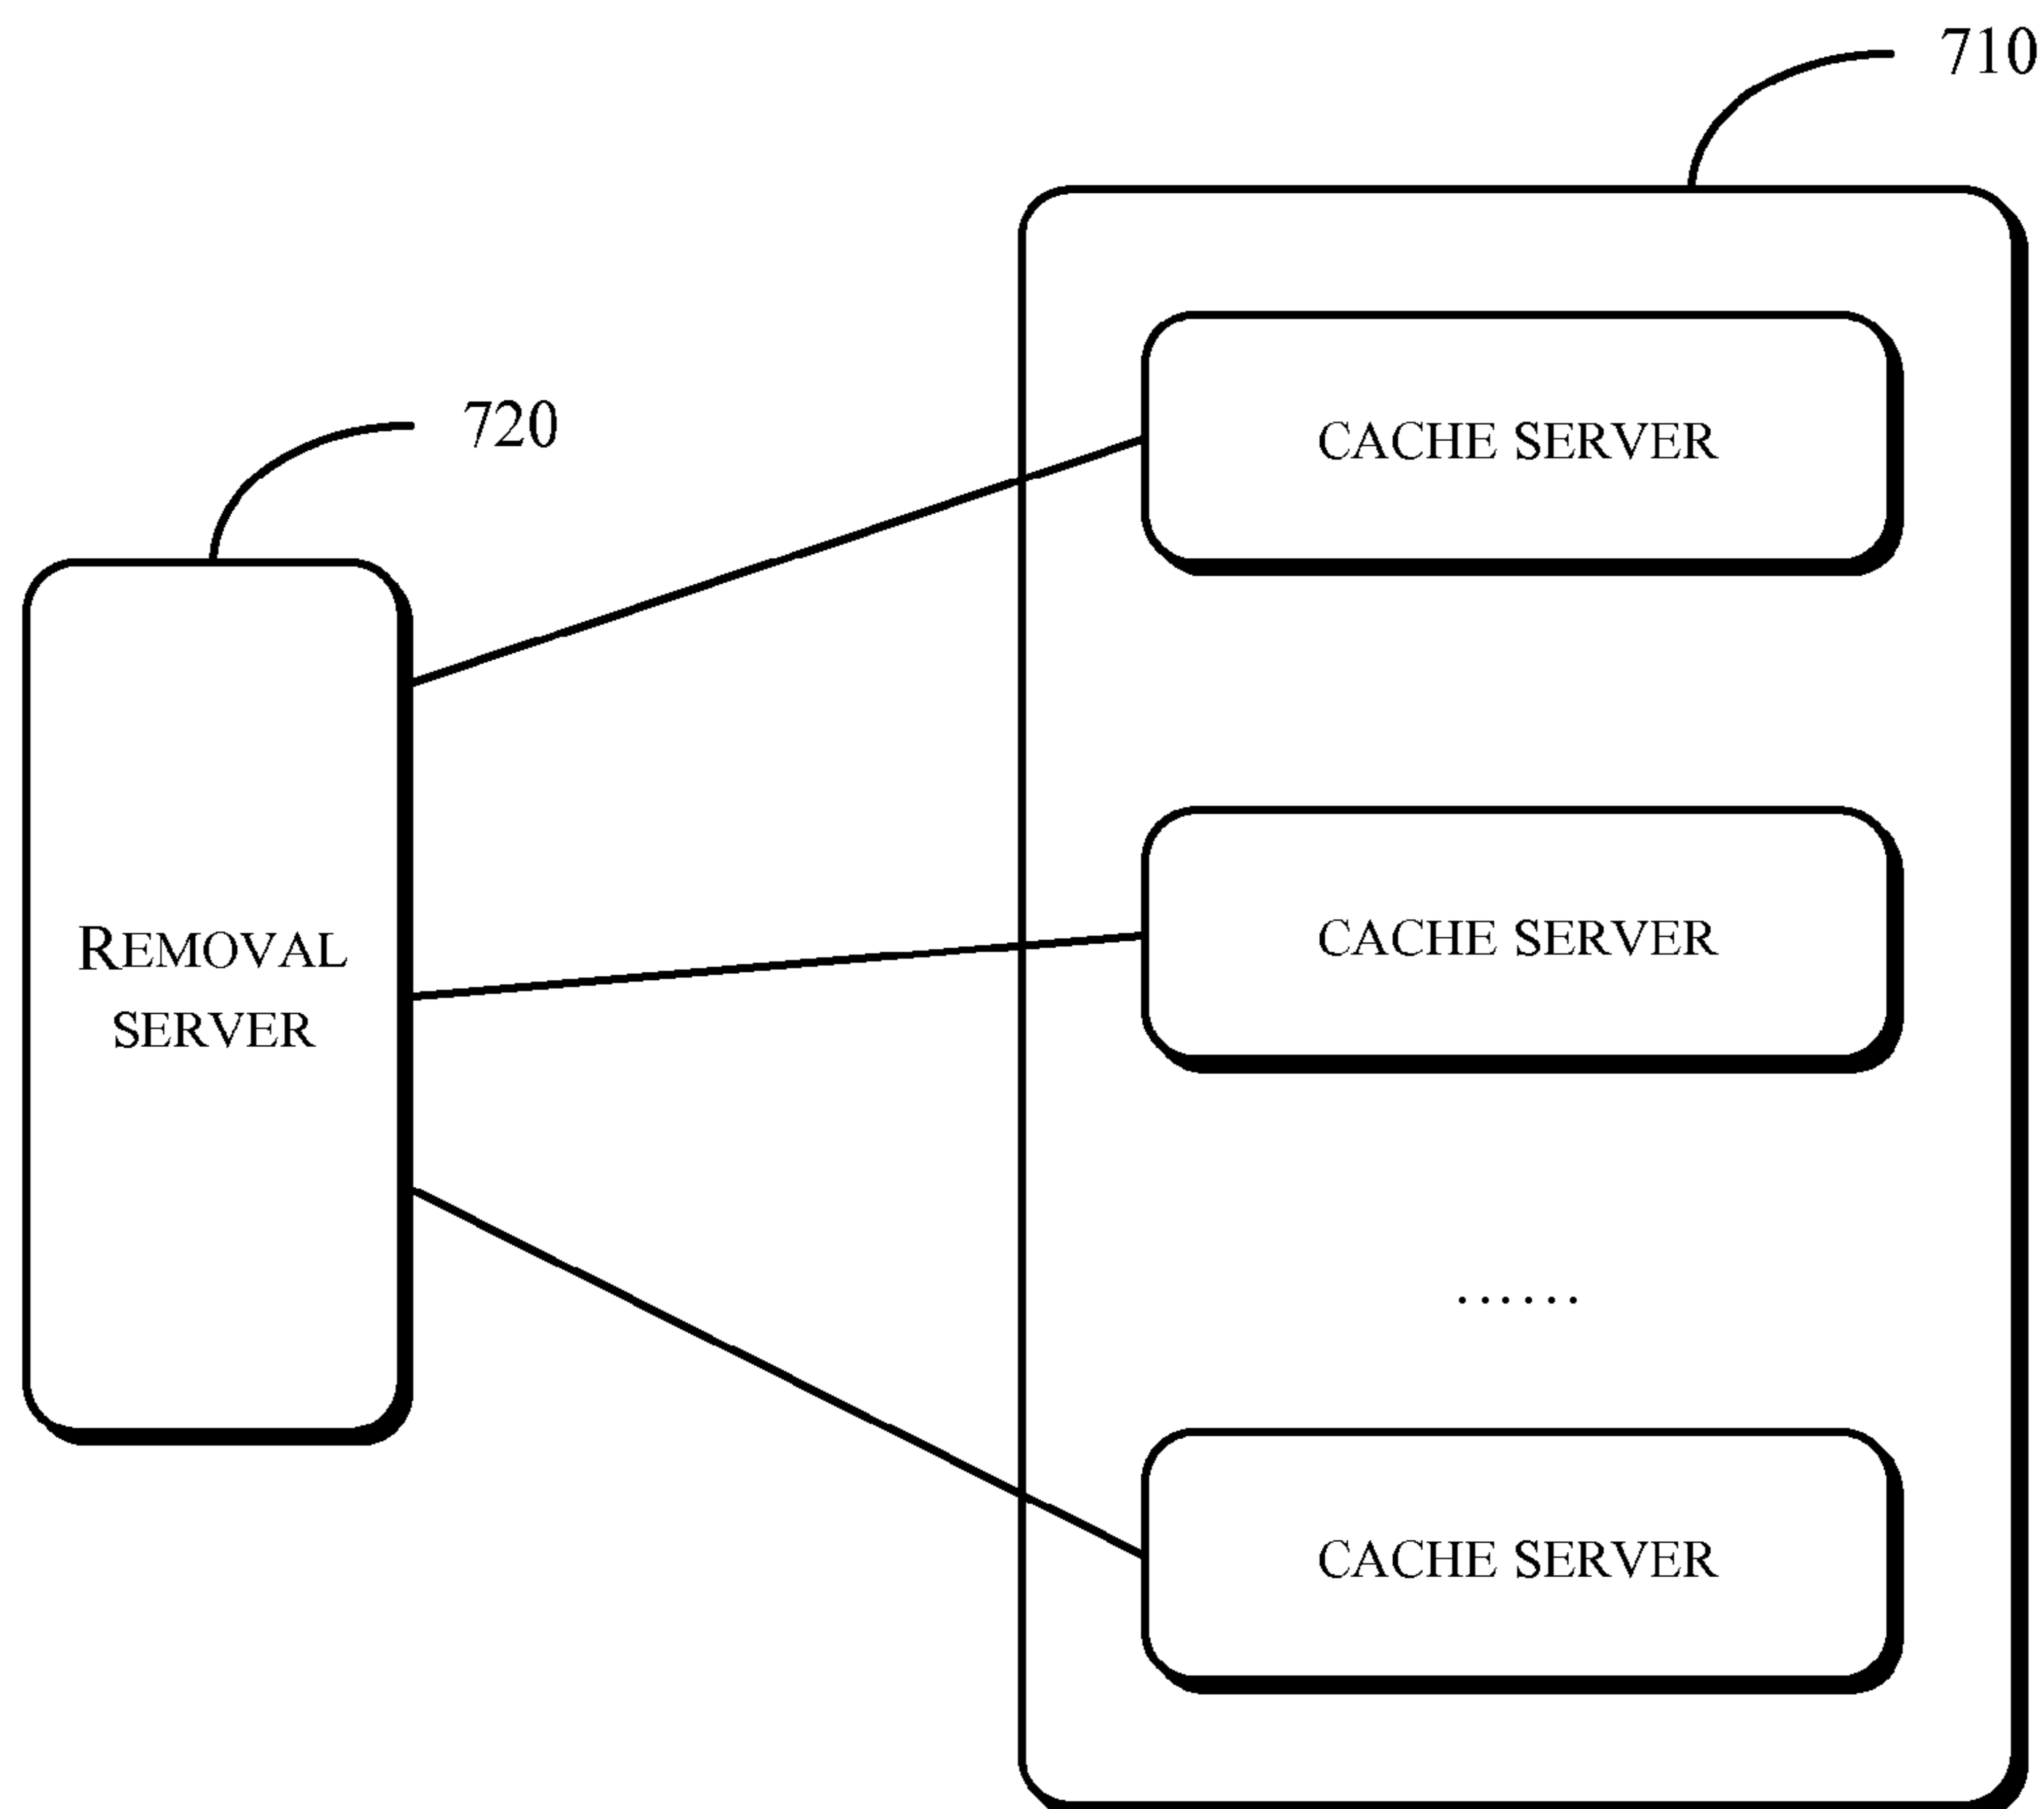 710
720
CACHE SERVER
REMOVAL
SERVER
CACHE SERVER
......
CACHE SERVER